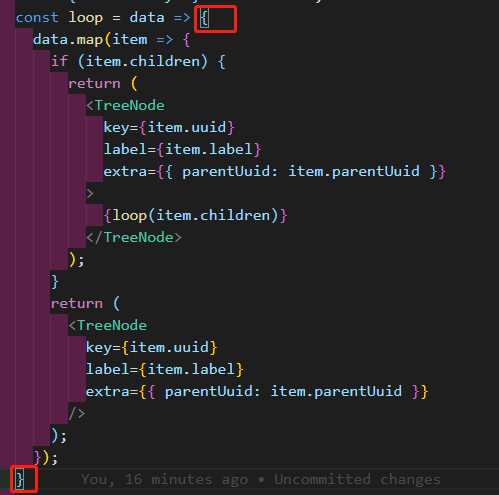 const loop = data => {
data.map(item => {
if (item.children) {
return (
<TreeNode
key={item.uuid}
label={item.label}
extra={{ parentUuid: item.parentUuid }}
>
{loop(item.children)}
</TreeNode>
);
}
return (
<TreeNode
key={item.uuid}
label={item.label}
extra={{ parentUuid: item.parentUuid }}
/>
);
});
} You, 16 minutes ago • Uncommitted changes